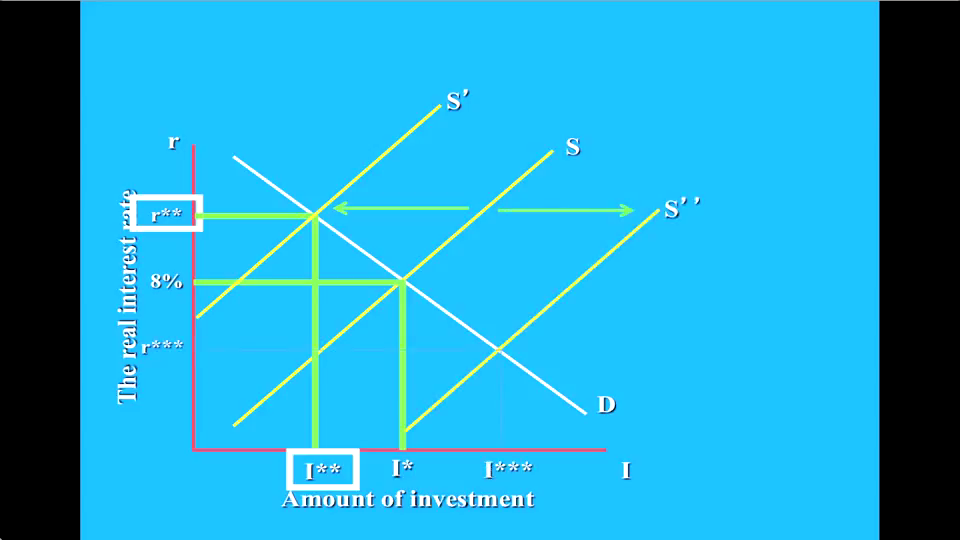 S′
S
r
S′′
r**
The real interest rate
8%
r***
D
I**
I*
I***
I
Amount of investment